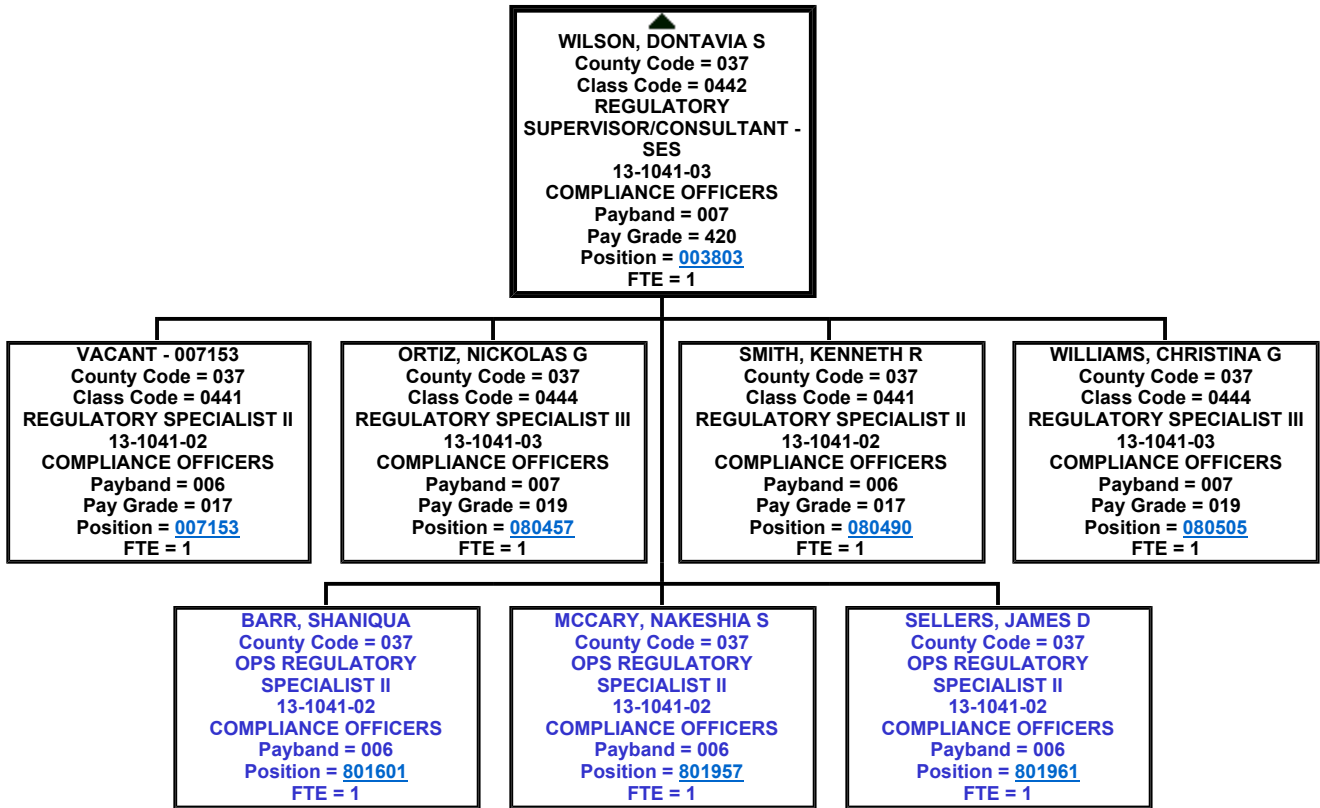 WILSON, DONTAVIA S
County Code = 037
Class Code = 0442
REGULATORY
SUPERVISOR/CONSULTANT -
SES
13-1041-03
COMPLIANCE OFFICERS
Payband = 007
Pay Grade = 420
Position = 003803
FTE = 1
VACANT - 007153
County Code = 037
Class Code = 0441
REGULATORY SPECIALIST II
13-1041-02
COMPLIANCE OFFICERS
Payband = 006
Pay Grade = 017
Position = 007153
FTE = 1
ORTIZ, NICKOLAS G
County Code = 037
Class Code = 0444
REGULATORY SPECIALIST III
13-1041-03
COMPLIANCE OFFICERS
Payband = 007
Pay Grade = 019
Position = 080457
FTE = 1
SMITH, KENNETH R
County Code = 037
Class Code = 0441
REGULATORY SPECIALIST II
13-1041-02
COMPLIANCE OFFICERS
Payband = 006
Pay Grade = 017
Position = 080490
FTE = 1
WILLIAMS, CHRISTINA G
County Code = 037
Class Code = 0444
REGULATORY SPECIALIST III
13-1041-03
COMPLIANCE OFFICERS
Payband = 007
Pay Grade = 019
Position = 080505
FTE = 1
BARR, SHANIQUA
County Code = 037
OPS REGULATORY
SPECIALIST II
13-1041-02
COMPLIANCE OFFICERS
Payband = 006
Position = 801601
FTE = 1
MCCARY, NAKESHIA S
County Code = 037
OPS REGULATORY
SPECIALIST II
13-1041-02
COMPLIANCE OFFICERS
Payband = 006
Position = 801957
FTE = 1
SELLERS, JAMES D
County Code = 037
OPS REGULATORY
SPECIALIST II
13-1041-02
COMPLIANCE OFFICERS
Payband = 006
Position = 801961
FTE = 1